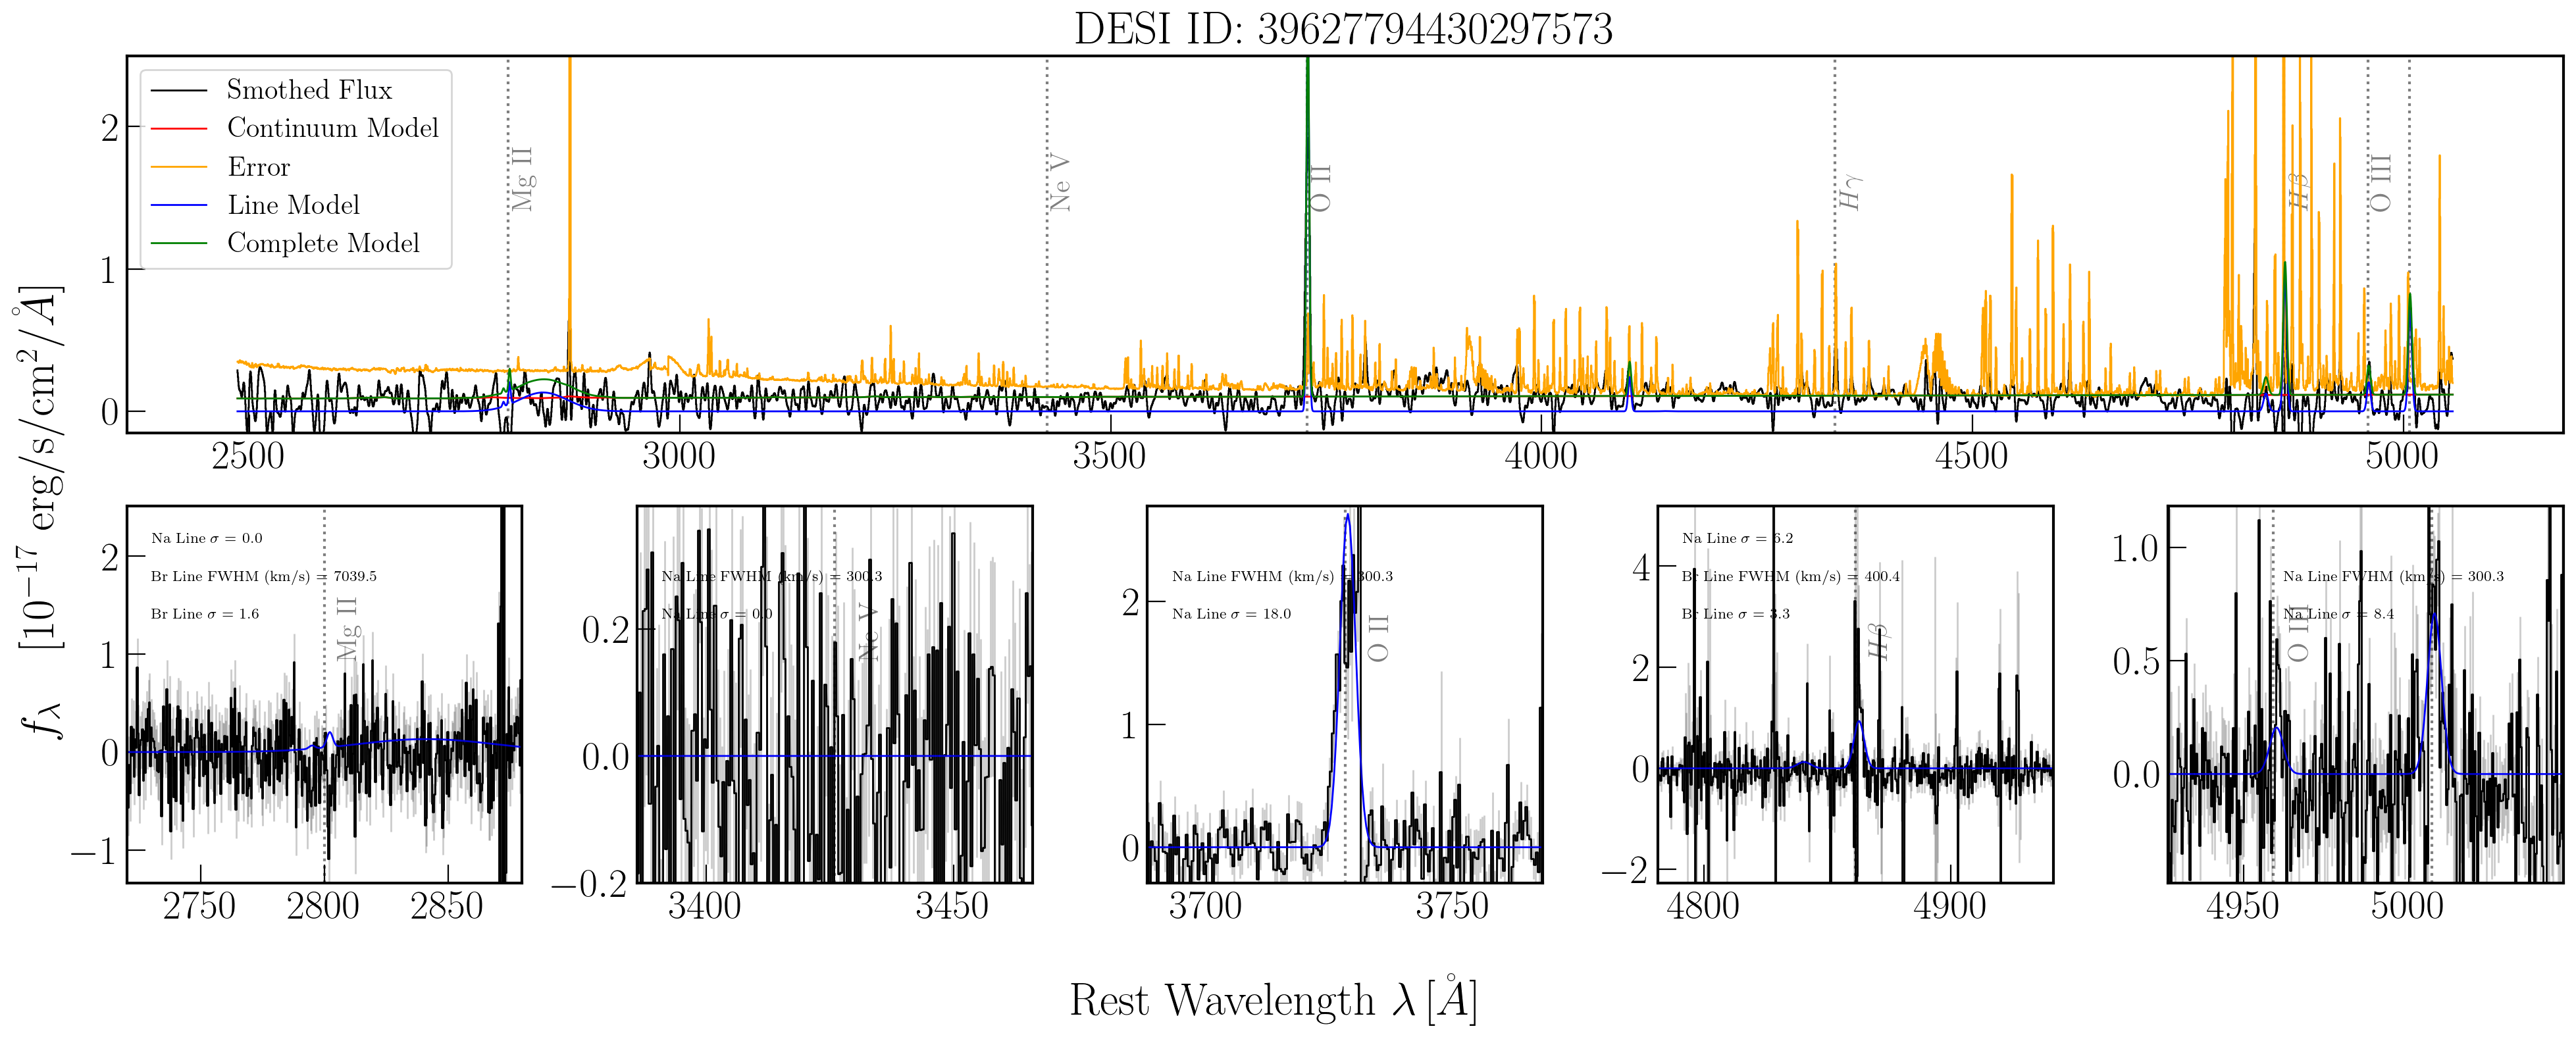 DESI ID: 39627794430297573
Smothed Flux
Continuum Model
Error
Line Model
Complete Model
Mg II
Ne V
O II
Hγ
Hβ
O III
2
1
0
2500
3000
3500
4000
4500
5000
f_λ [10^{-17} erg/s/cm^2/Å]
Na Line σ = 0.0
Br Line FWHM (km/s) = 7039.5
Br Line σ = 1.6
Mg II
2
1
0
−1
2750
2800
2850
Na Line FWHM (km/s) = 300.3
Na Line σ = 0.0
Ne V
0.2
0.0
−0.2
3400
3450
Na Line FWHM (km/s) = 300.3
Na Line σ = 18.0
O II
2
1
0
3700
3750
Na Line σ = 6.2
Br Line FWHM (km/s) = 400.4
Br Line σ = 3.3
Hβ
4
2
0
−2
4800
4900
Na Line FWHM (km/s) = 300.3
Na Line σ = 8.4
O III
1.0
0.5
0.0
4950
5000
Rest Wavelength λ [Å]